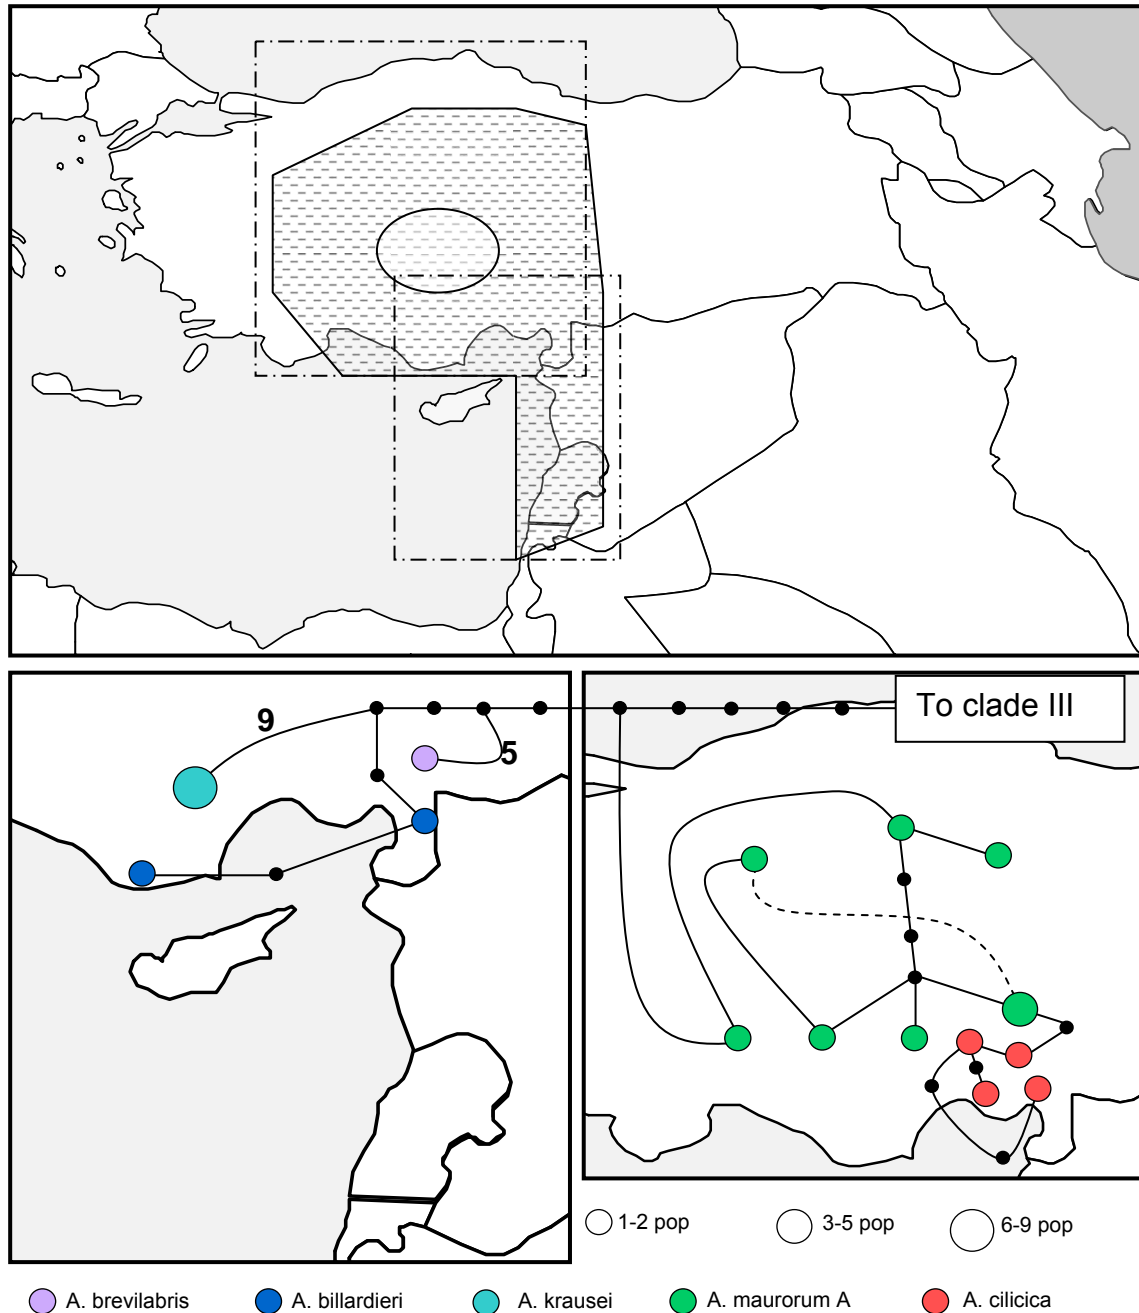 To clade III
9
5
1-2 pop
3-5 pop
6-9 pop
A. brevilabris
A. billardieri
A. krausei
A. maurorum A
A. cilicica